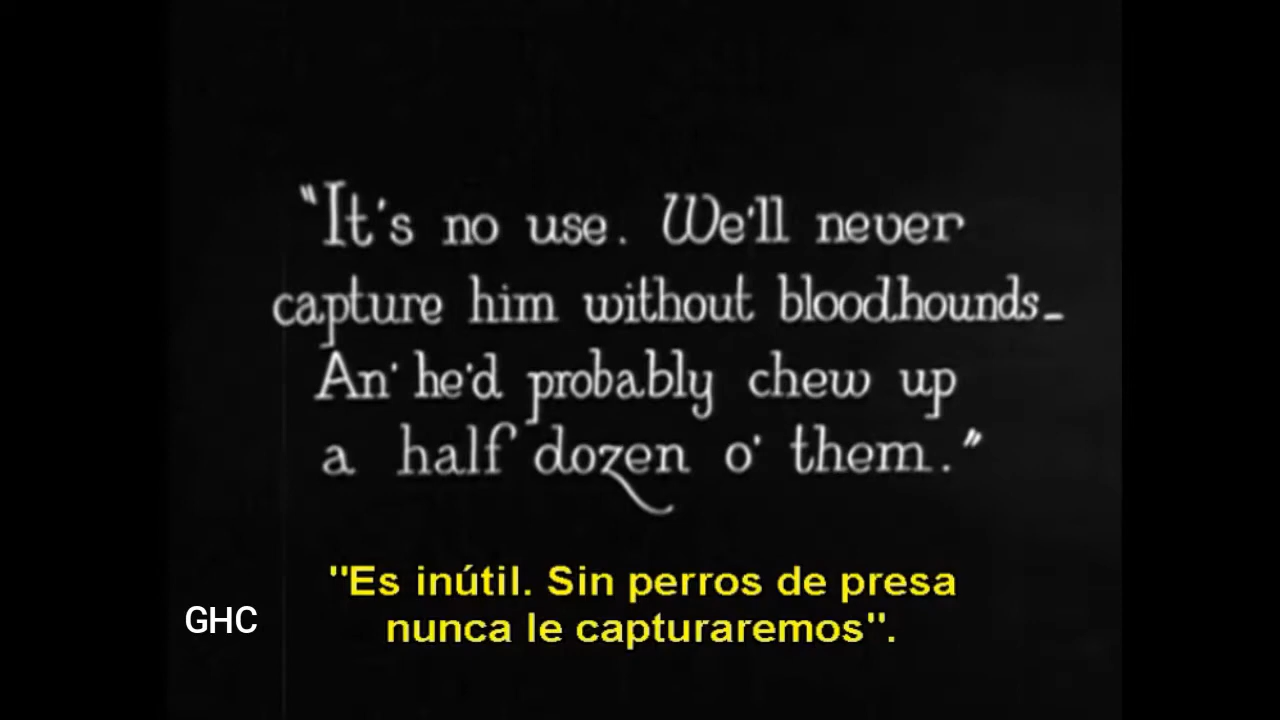 "It's no use. We'll never
capture him without bloodhounds-
An' he'd probably chew up
a half dozen o' them."
"Es inútil. Sin perros de presa
nunca le capturaremos".
GHC